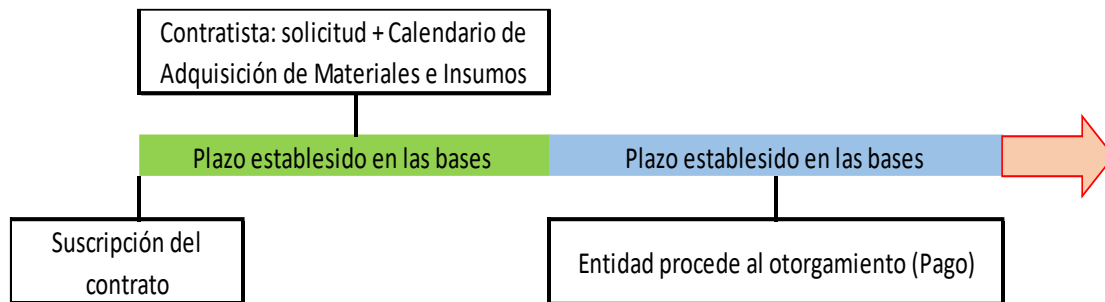 Contratista: solicitud + Calendario de
Adquisición de Materiales e Insumos
Plazo establesido en las bases
Plazo establesido en las bases
Suscripción del
contrato
Entidad procede al otorgamiento (Pago)